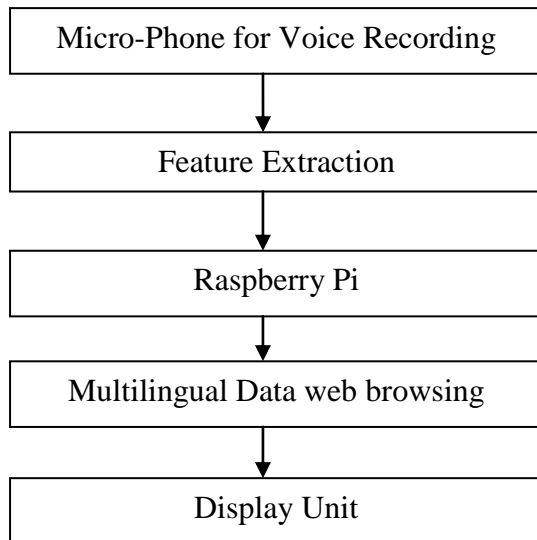 Micro-Phone for Voice Recording
Feature Extraction
Raspberry Pi
Multilingual Data web browsing
Display Unit